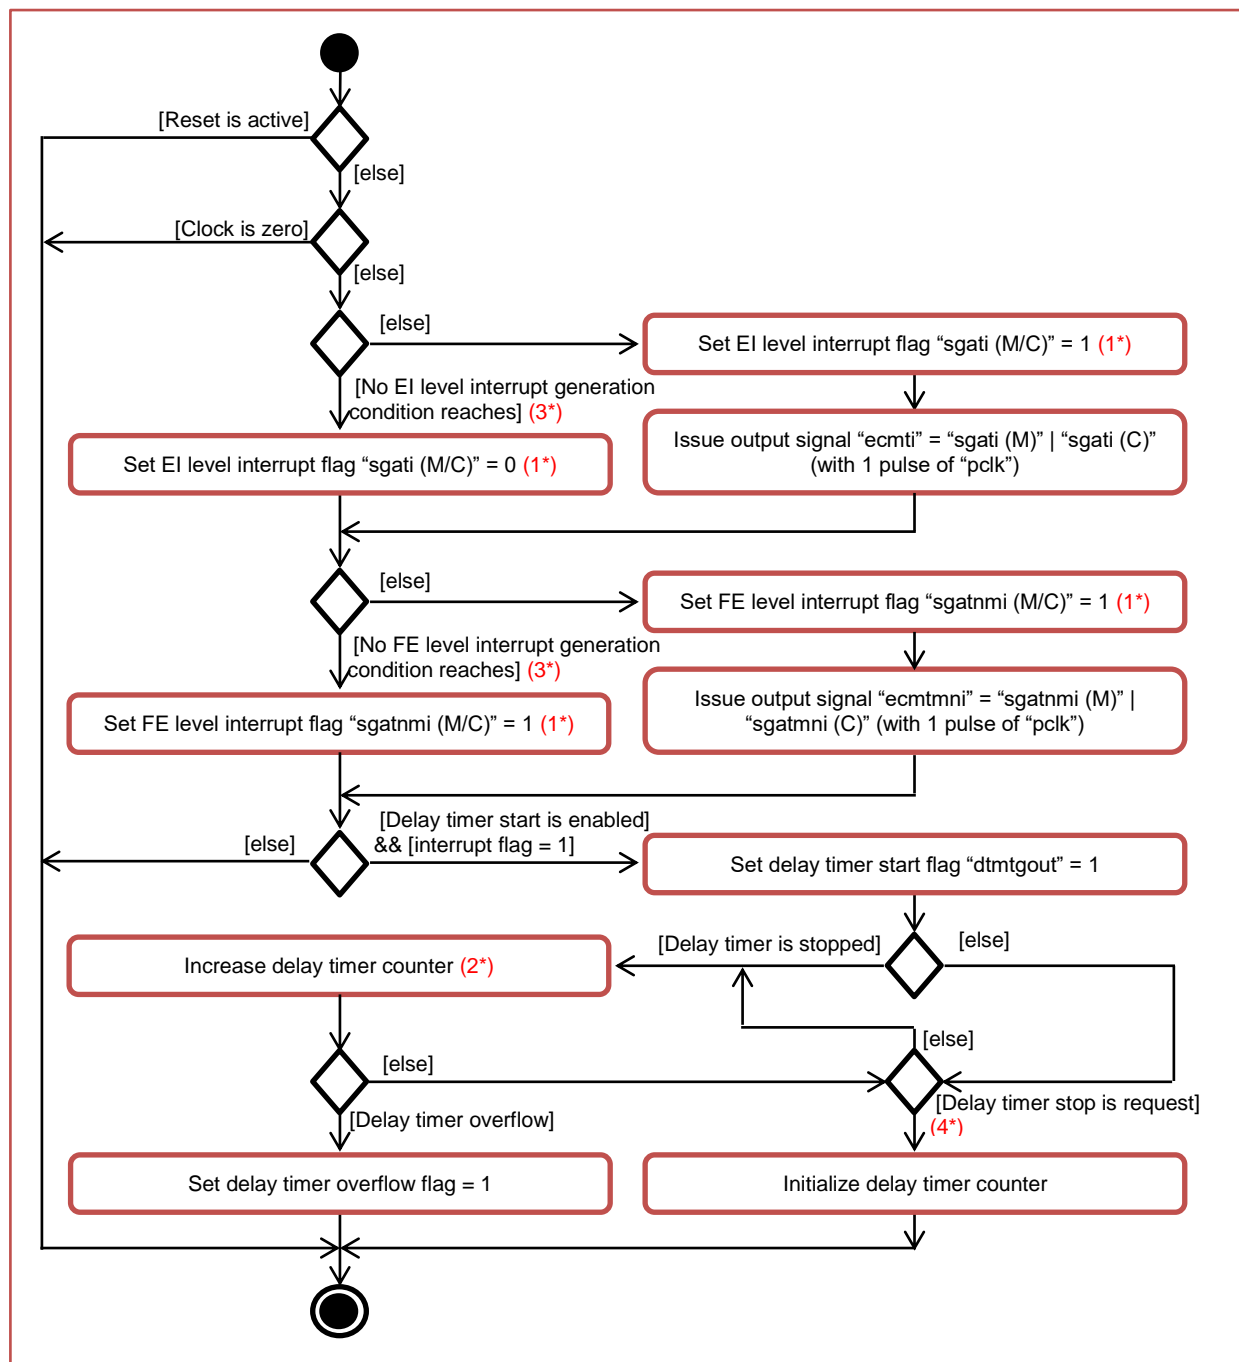 [Reset is active]
[else]
[Clock is zero]
[else]
[else]
Set EI level interrupt flag “sgati (M/C)” = 1 (1*)
[No EI level interrupt generation
condition reaches] (3*)
Issue output signal “ecmti” = “sgati (M)” | “sgati (C)”
(with 1 pulse of “pclk”)
Set EI level interrupt flag “sgati (M/C)” = 0 (1*)
[else]
Set FE level interrupt flag “sgatnmi (M/C)” = 1 (1*)
[No FE level interrupt generation
condition reaches] (3*)
Issue output signal “ecmtmni” = “sgatnmi (M)” |
“sgatmni (C)” (with 1 pulse of “pclk”)
Set FE level interrupt flag “sgatnmi (M/C)” = 1 (1*)
[Delay timer start is enabled]
&& [interrupt flag = 1]
[else]
Set delay timer start flag “dtmtgout” = 1
[Delay timer is stopped]
[else]
Increase delay timer counter (2*)
[else]
[else]
[Delay timer overflow]
[Delay timer stop is request]
(4*)
Set delay timer overflow flag = 1
Initialize delay timer counter